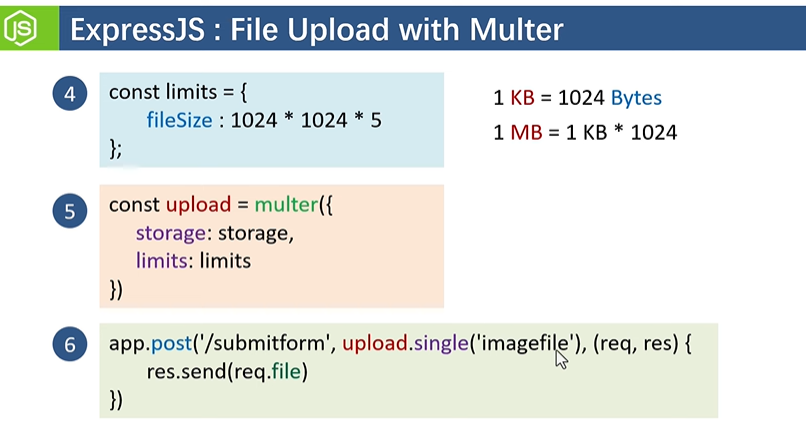 JS
ExpressJS : File Upload with Multer
4
const limits = {
fileSize : 1024 * 1024 * 5
};
1 KB = 1024 Bytes
1 MB = 1 KB * 1024
5
const upload = multer({
storage: storage,
limits: limits
})
6
app.post('/submitform', upload.single('imagefile'), (req, res) {
res.send(req.file)
})